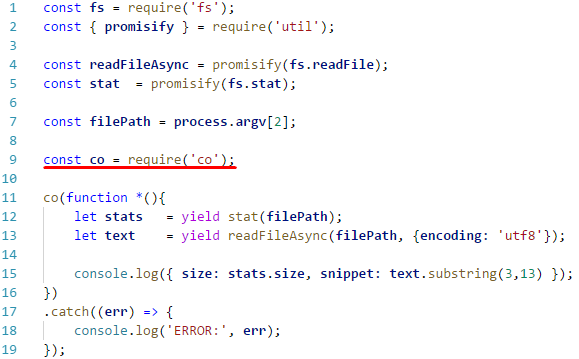 1 const fs = require('fs');
2 const { promisify } = require('util');
3
4 const readFileAsync = promisify(fs.readFile);
5 const stat  = promisify(fs.stat);
6
7 const filePath = process.argv[2];
8
9 const co = require('co');
10
11 co(function *(){
12     let stats   = yield stat(filePath);
13     let text    = yield readFileAsync(filePath, {encoding: 'utf8'});
14
15     console.log({ size: stats.size, snippet: text.substring(3,13) });
16 })
17 .catch((err) => {
18     console.log('ERROR:', err);
19 });